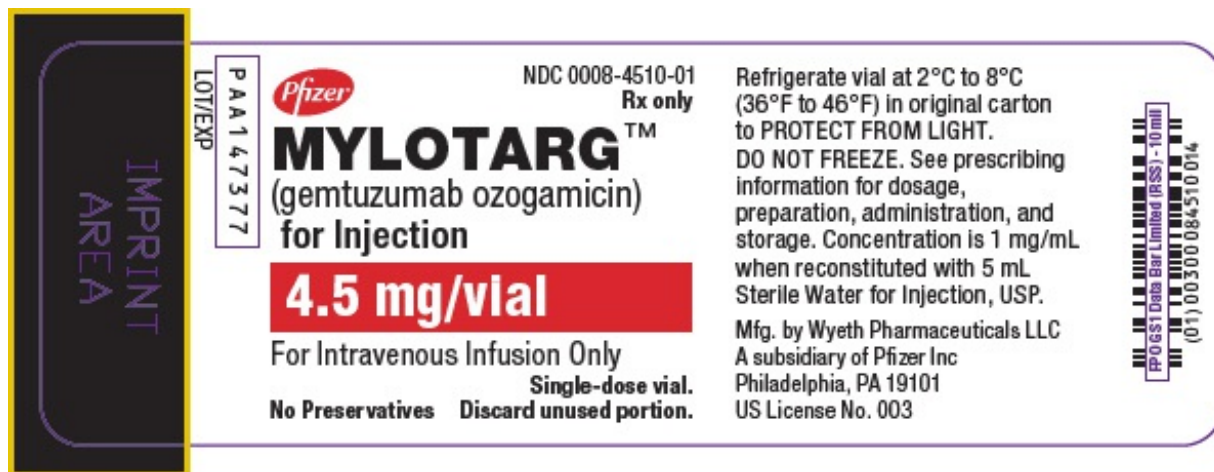 IMPRINT
AREA
LOT/EXP
PAA147377
Pfizer
NDC 0008-4510-01
Rx only
MYLOTARG™
(gemtuzumab ozogamicin)
for Injection
4.5 mg/vial
For Intravenous Infusion Only
Single-dose vial.
No Preservatives Discard unused portion.
Refrigerate vial at 2°C to 8°C
(36°F to 46°F) in original carton
to PROTECT FROM LIGHT.
DO NOT FREEZE. See prescribing
information for dosage,
preparation, administration, and
storage. Concentration is 1 mg/mL
when reconstituted with 5 mL
Sterile Water for Injection, USP.
Mfg. by Wyeth Pharmaceuticals LLC
A subsidiary of Pfizer Inc
Philadelphia, PA 19101
US License No. 003
FPO GS1 Data Bar Limited (RSS) - 10 mil
(01) 00300084510014